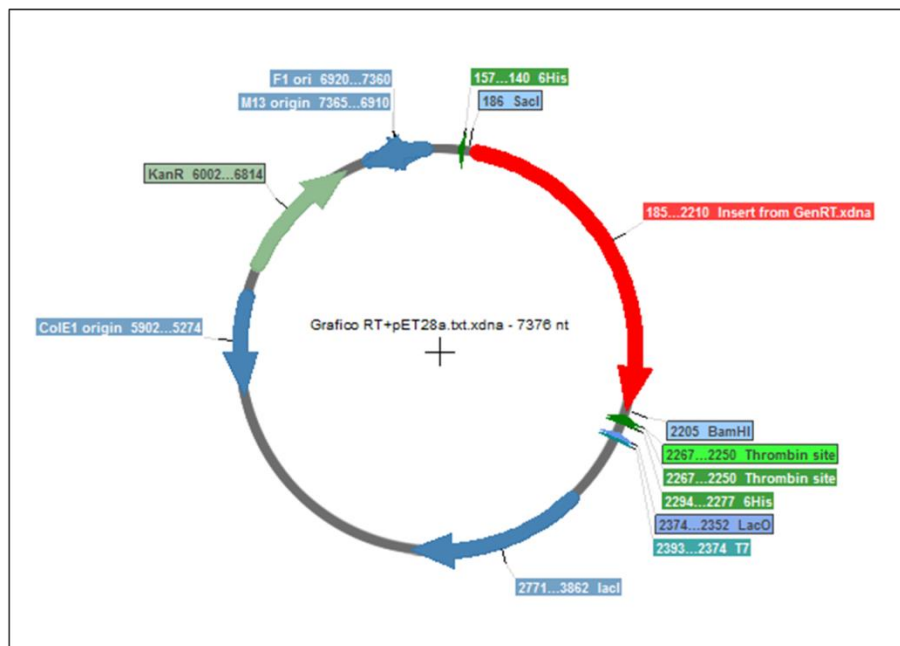 F1 ori 6920...7360
M13 origin 7365...6910
157...140 6His
186 SacI
KanR 6002...6814
185...2210 Insert from GenRT.xdna
ColE1 origin 5902...5274
Grafico RT+pET28a.txt.xdna - 7376 nt
2205 BamHI
2267...2250 Thrombin site
2267...2250 Thrombin site
2294...2277 6His
2374...2352 LacO
2393...2374 T7
2771...3862 lacI